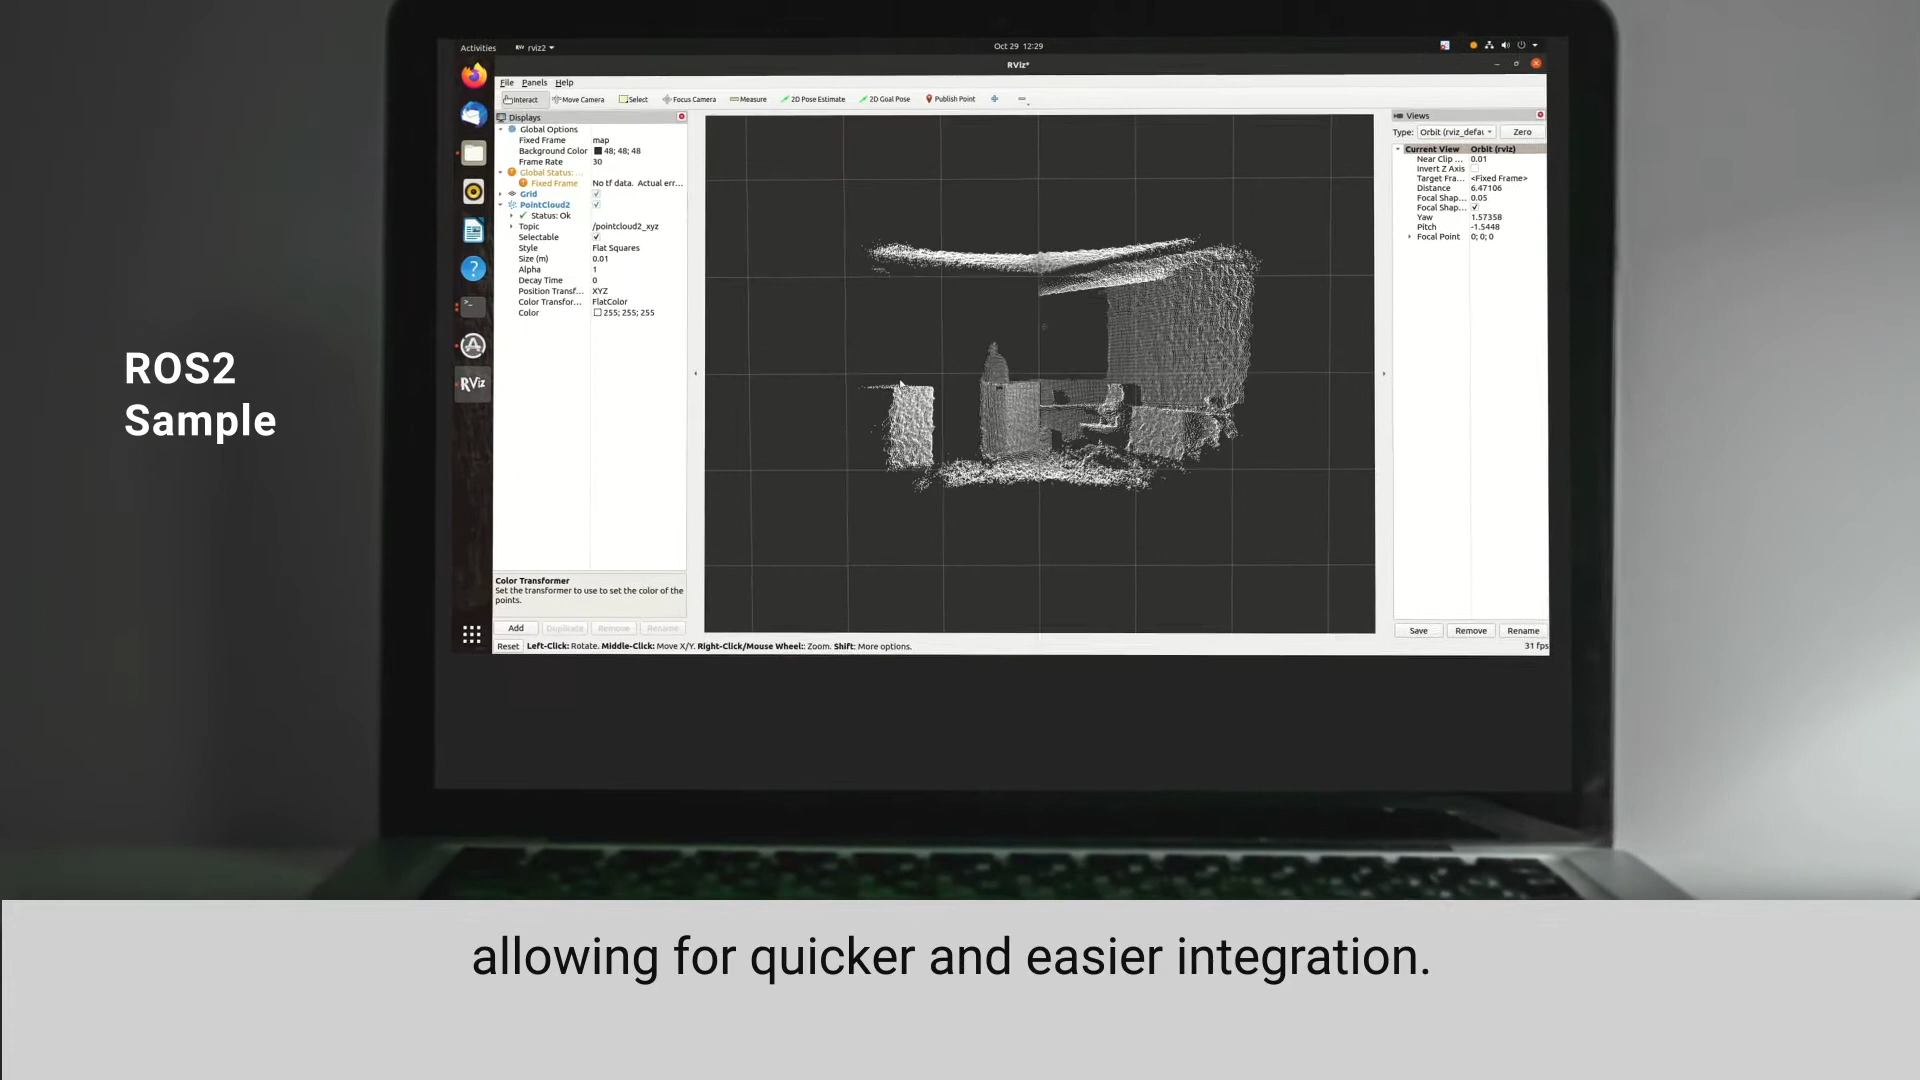 Activities
rviz2
Oct 29 12:29
RViz*
File Panels Help
Interact Move Camera Select Focus Camera Measure 2D Pose Estimate 2D Goal Pose Publish Point
Displays
Global Options
Fixed Frame map
Background Color 48; 48; 48
Frame Rate 30
Global Status: ...
Fixed Frame No tf data. Actual err...
Grid
PointCloud2
Status: Ok
Topic /pointcloud2_xyz
Selectable
Style Flat Squares
Size (m) 0.01
Alpha 1
Decay Time 0
Position Transf... XYZ
Color Transfor... FlatColor
Color 255; 255; 255
Color Transformer
Set the transformer to use to set the color of the
points.
Add Duplicate Remove Rename
Reset Left-Click: Rotate. Middle-Click: Move X/Y. Right-Click/Mouse Wheel:: Zoom. Shift: More options.
31 fps
Views
Type: Orbit (rviz_defau Zero
Current View Orbit (rviz)
Near Clip ... 0.01
Invert Z Axis
Target Fra... <Fixed Frame>
Distance 6.47106
Focal Shap... 0.05
Focal Shap...
Yaw 1.57358
Pitch -1.5448
Focal Point 0; 0; 0
Save Remove Rename
RViz
ROS2
Sample
allowing for quicker and easier integration.